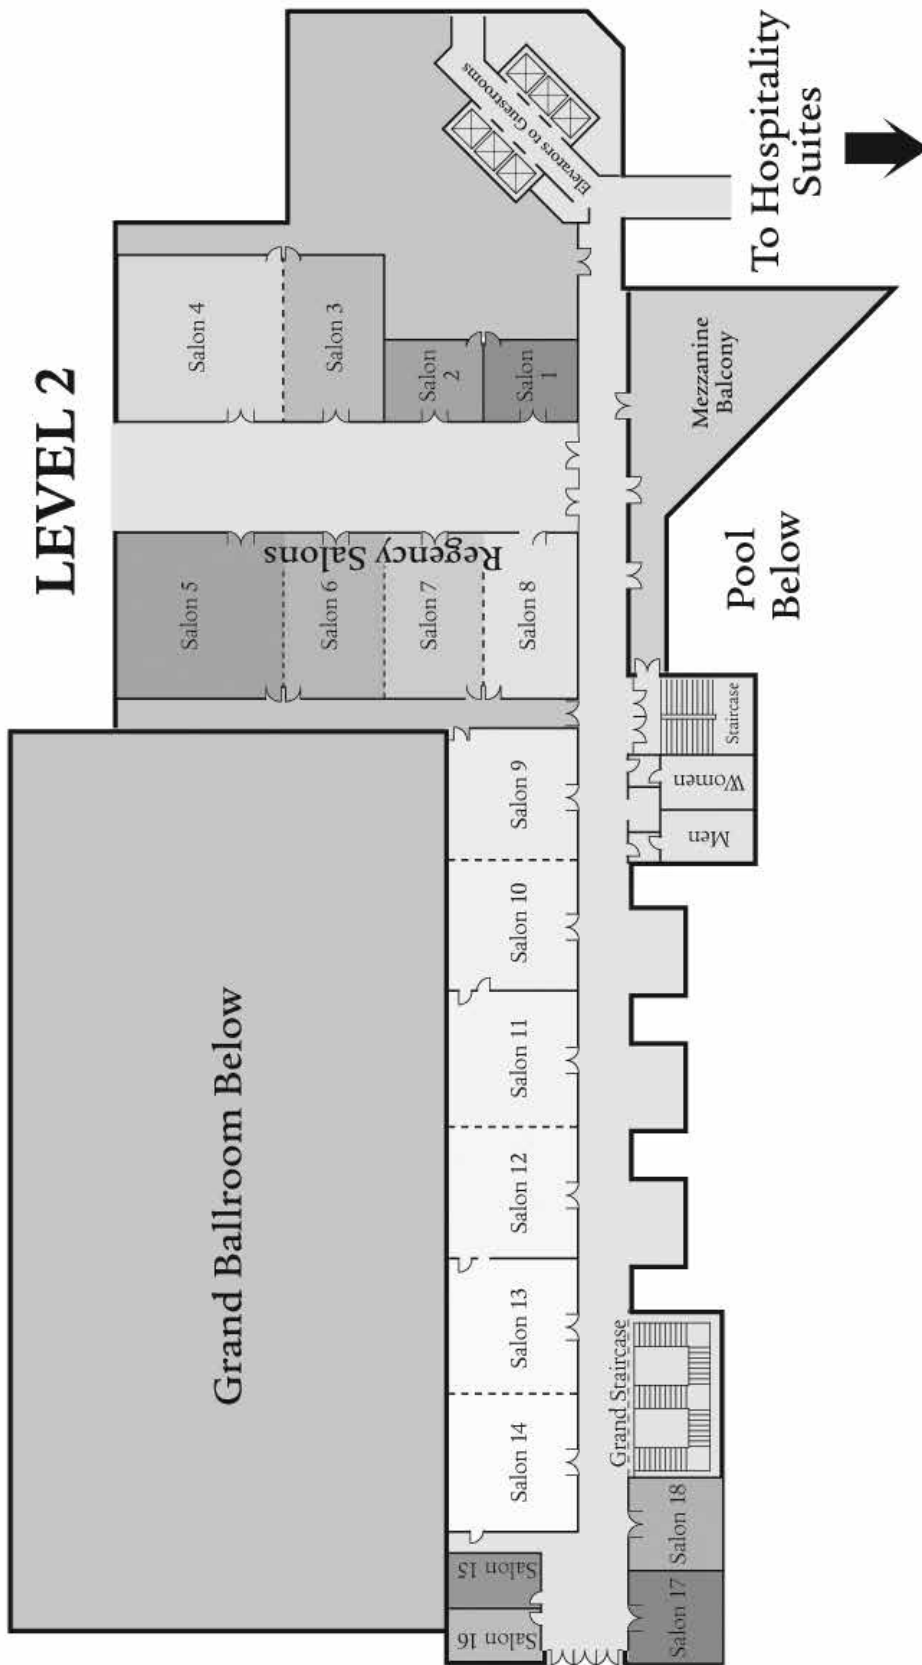 LEVEL 2
Grand Ballroom Below
Salon 5
Salon 6
Salon 7
Salon 8
Regency Salons
Salon 4
Salon 3
Salon
2
Salon
1
Elevators to Guestrooms
Salon 16
Salon 15
Salon 14
Salon 13
Salon 12
Salon 11
Salon 10
Salon 9
Salon 17
Salon 18
Grand Staircase
Men
Women
Staircase
Pool
Below
Mezzanine
Balcony
To Hospitality
Suites